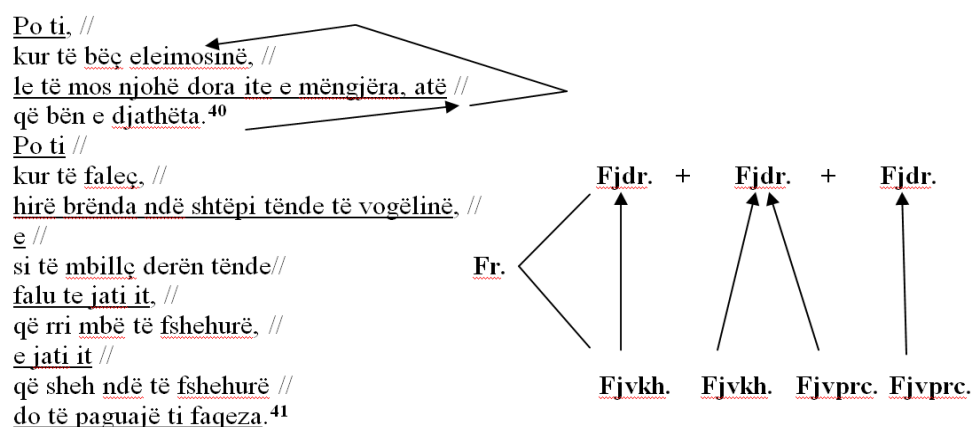 Po ti, //
kur të bëç eleimosinë, //
le të mos njohë dora ite e mëngjëra, atë //
që bën e djathëta.40
Po ti //
kur të faleç, //
hirë brënda ndë shtëpi tënde të vogëlinë, //
e //
si të mbillç derën tënde//
falu te jati it, //
që rri mbë të fshehurë, //
e jati it //
që sheh ndë të fshehurë //
do të paguajë ti faqeza.41
Fjdr. + Fjdr. + Fjdr.
Fr.
Fjvkh. Fjvkh. Fjvprc. Fjvprc.